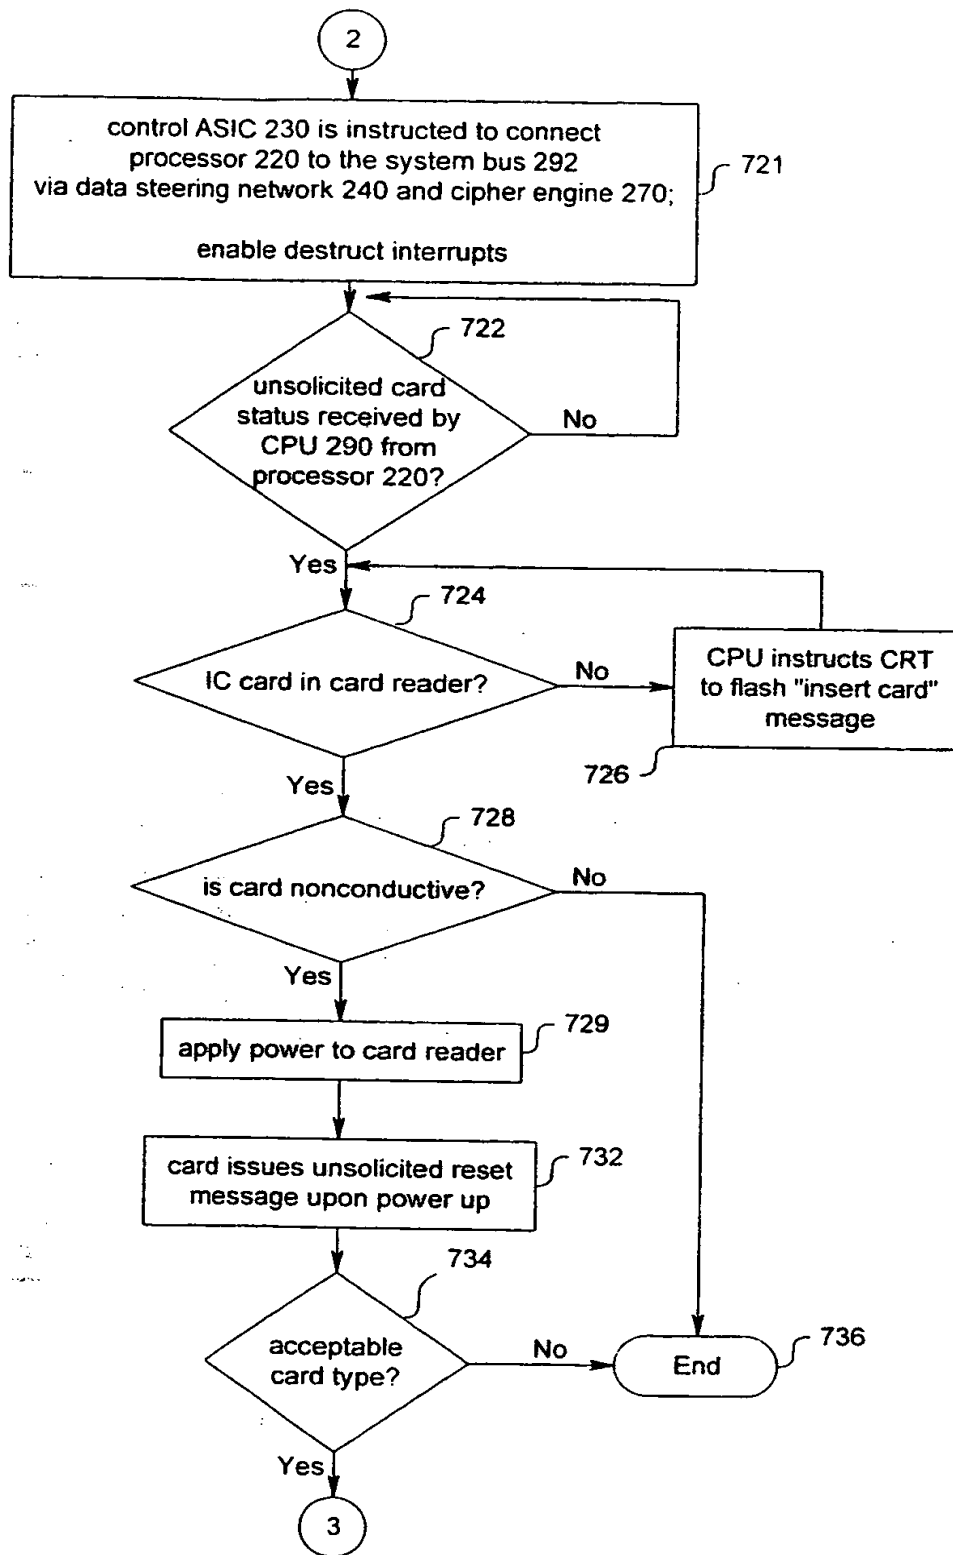 2
control ASIC 230 is instructed to connect
processor 220 to the system bus 292
via data steering network 240 and cipher engine 270;
enable destruct interrupts
721
722
unsolicited card
status received by
CPU 290 from
processor 220?
No
Yes
724
IC card in card reader?
No
CPU instructs CRT
to flash "insert card"
message
726
Yes
728
is card nonconductive?
No
Yes
729
apply power to card reader
732
card issues unsolicited reset
message upon power up
734
acceptable
card type?
No
End
736
Yes
3